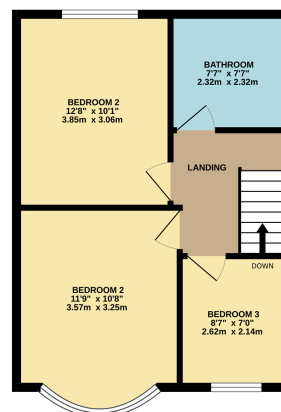 BATHROOM
7'7" x 7'7"
2.32m x 2.32m
BEDROOM 2
12'8" x 10'1"
3.85m x 3.06m
LANDING
DOWN
BEDROOM 2
11'9" x 10'8"
3.57m x 3.25m
BEDROOM 3
8'7" x 7'0"
2.62m x 2.14m